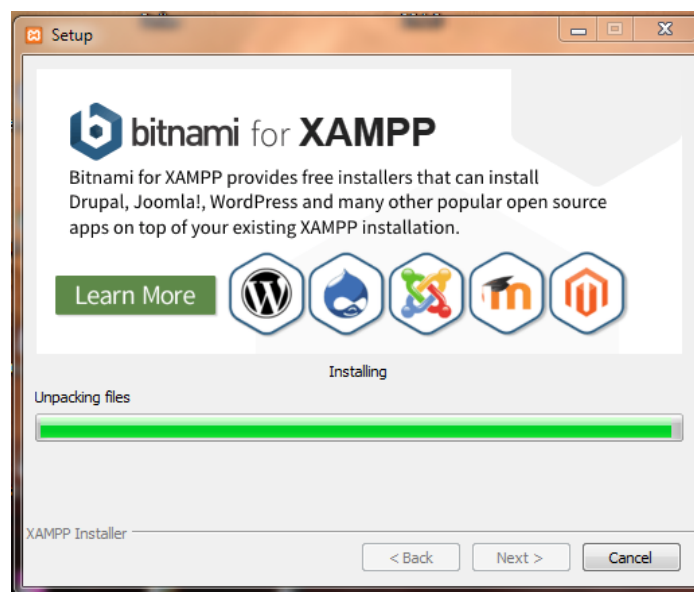 Setup
bitnami for XAMPP
Bitnami for XAMPP provides free installers that can install
Drupal, Joomla!, WordPress and many other popular open source
apps on top of your existing XAMPP installation.
Learn More
Installing
Unpacking files
XAMPP Installer
< Back Next > Cancel